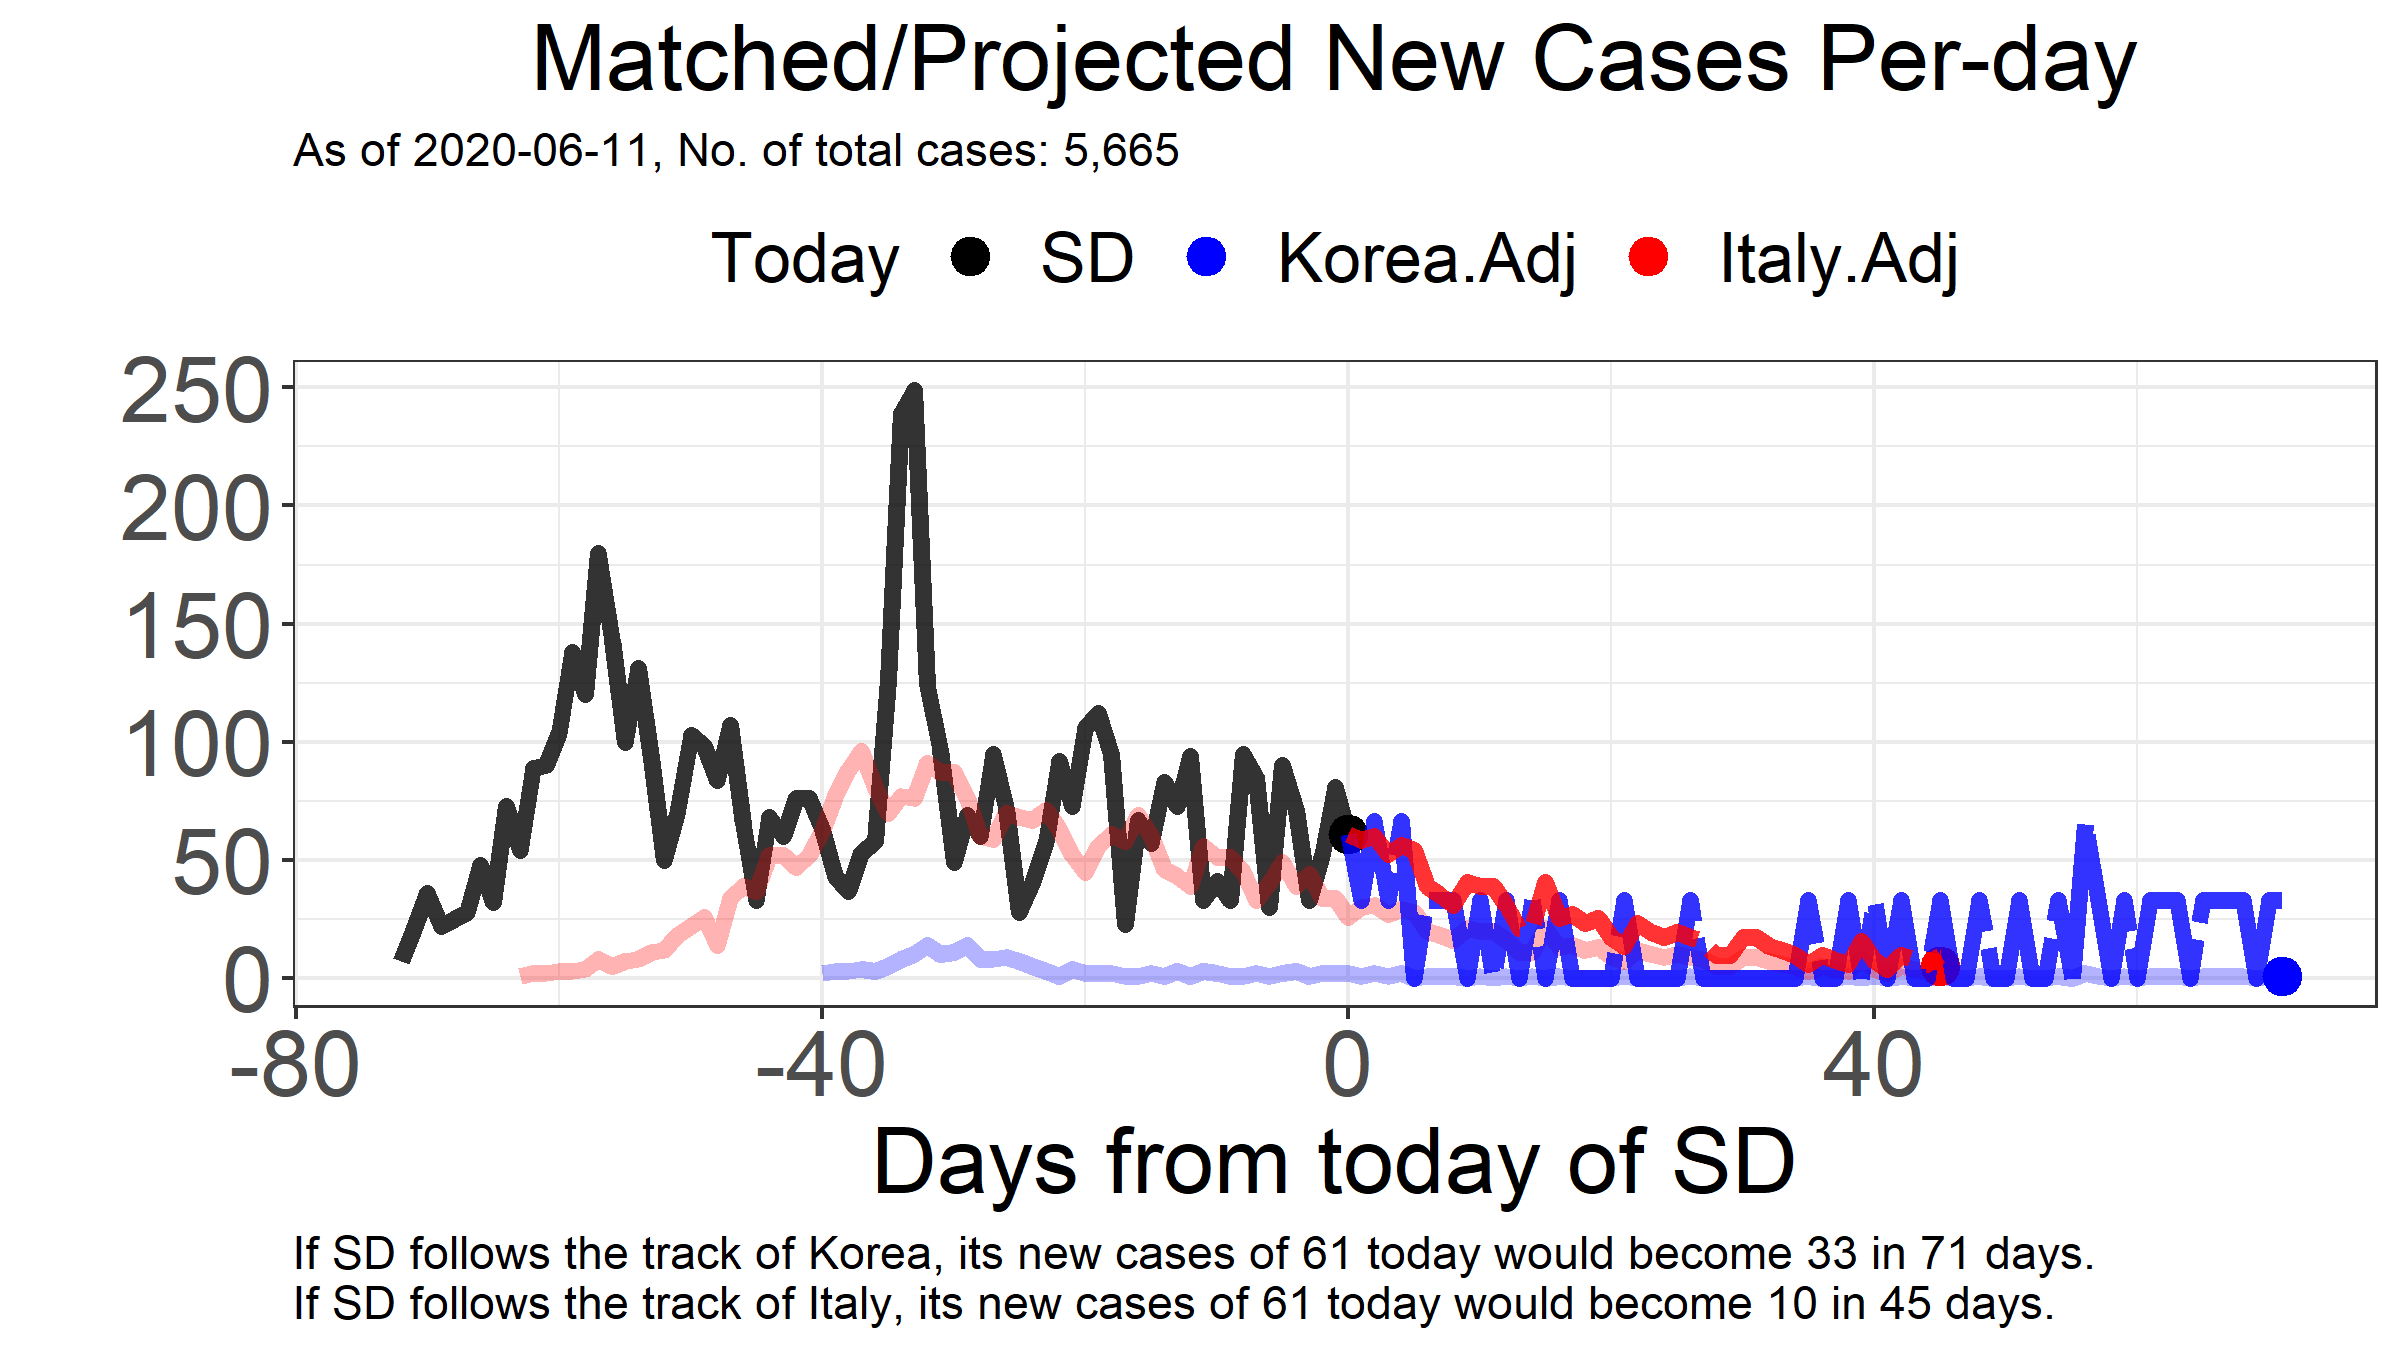 Matched/Projected New Cases Per-day
As of 2020-06-11, No. of total cases: 5,665
Today SD Korea.Adj Italy.Adj
250
200
150
100
50
0
-80 -40 0 40
Days from today of SD
If SD follows the track of Korea, its new cases of 61 today would become 33 in 71 days.
If SD follows the track of Italy, its new cases of 61 today would become 10 in 45 days.